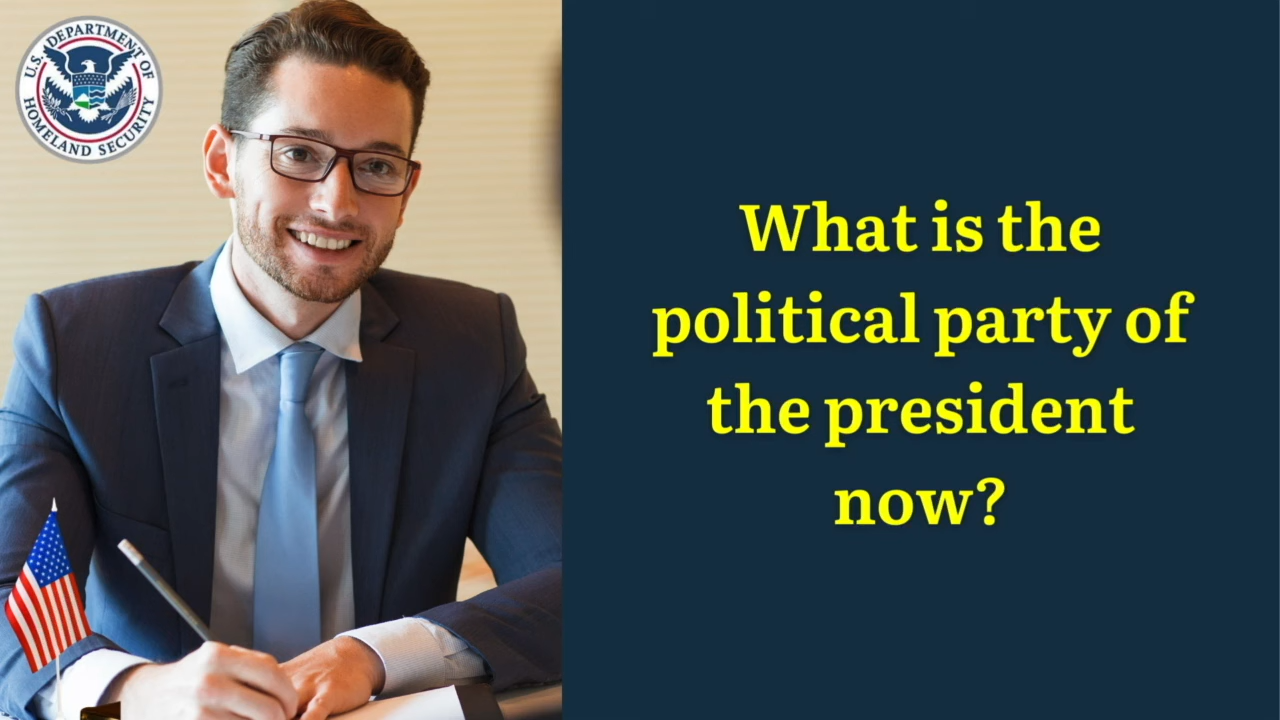 U.S. DEPARTMENT OF
HOMELAND SECURITY
What is the
political party of
the president
now?